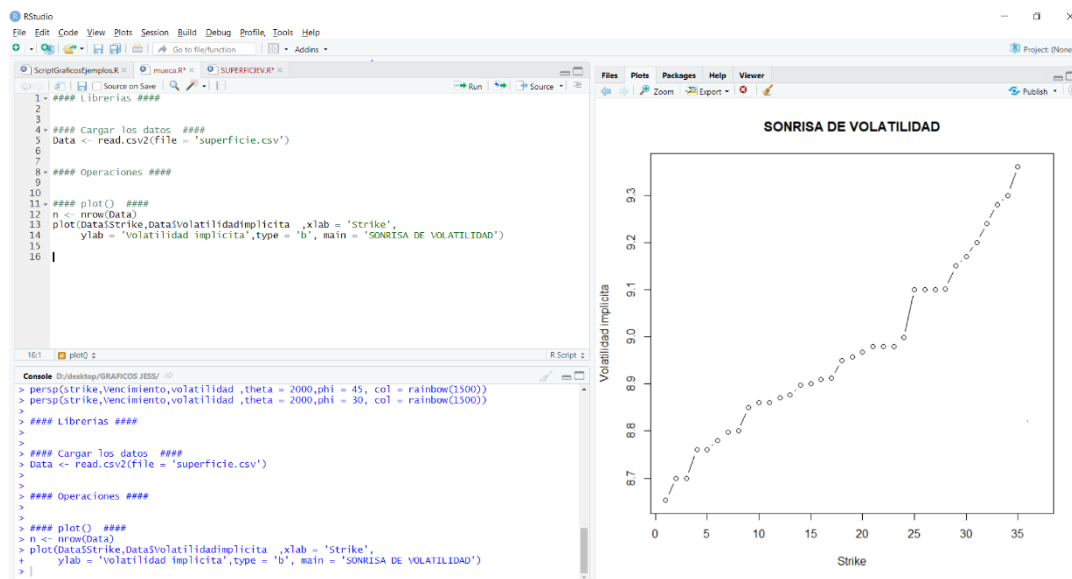 RStudio
File Edit Code View Plots Session Build Debug Profile Tools Help
Go to file/function
Addins
Project: (None
ScriptGraficosEjemplos.R
mueca.R*
SUPERFICIEV.R*
Source on Save
Run
Source
1 #### Librerias ####
2
3
4 #### Cargar los datos ####
5 Data <- read.csv2(file = 'superficie.csv')
6
7
8 #### Operaciones ####
9
10
11 #### plot() ####
12 n <- nrow(Data)
13 plot(Data$Strike,Data$Volatilidadimplicita ,xlab = 'Strike',
14 ylab = 'Volatilidad implicita',type = 'b', main = 'SONRISA DE VOLATILIDAD')
15
16
16:1 plot() R Script
Console D:/desktop/GRAFICOS JESS/
> persp(strike,Vencimiento,volatilidad ,theta = 2000,phi = 45, col = rainbow(1500))
> persp(strike,Vencimiento,volatilidad ,theta = 2000,phi = 30, col = rainbow(1500))
>
> #### Librerias ####
>
>
> #### Cargar los datos ####
> Data <- read.csv2(file = 'superficie.csv')
>
>
> #### Operaciones ####
>
>
> #### plot() ####
> n <- nrow(Data)
> plot(Data$Strike,Data$Volatilidadimplicita ,xlab = 'Strike',
+ ylab = 'Volatilidad implicita',type = 'b', main = 'SONRISA DE VOLATILIDAD')
>
Files Plots Packages Help Viewer
Zoom Export Publish
SONRISA DE VOLATILIDAD
Volatilidad implicita
9.3
9.2
9.1
9.0
8.9
8.8
8.7
0 5 10 15 20 25 30 35
Strike